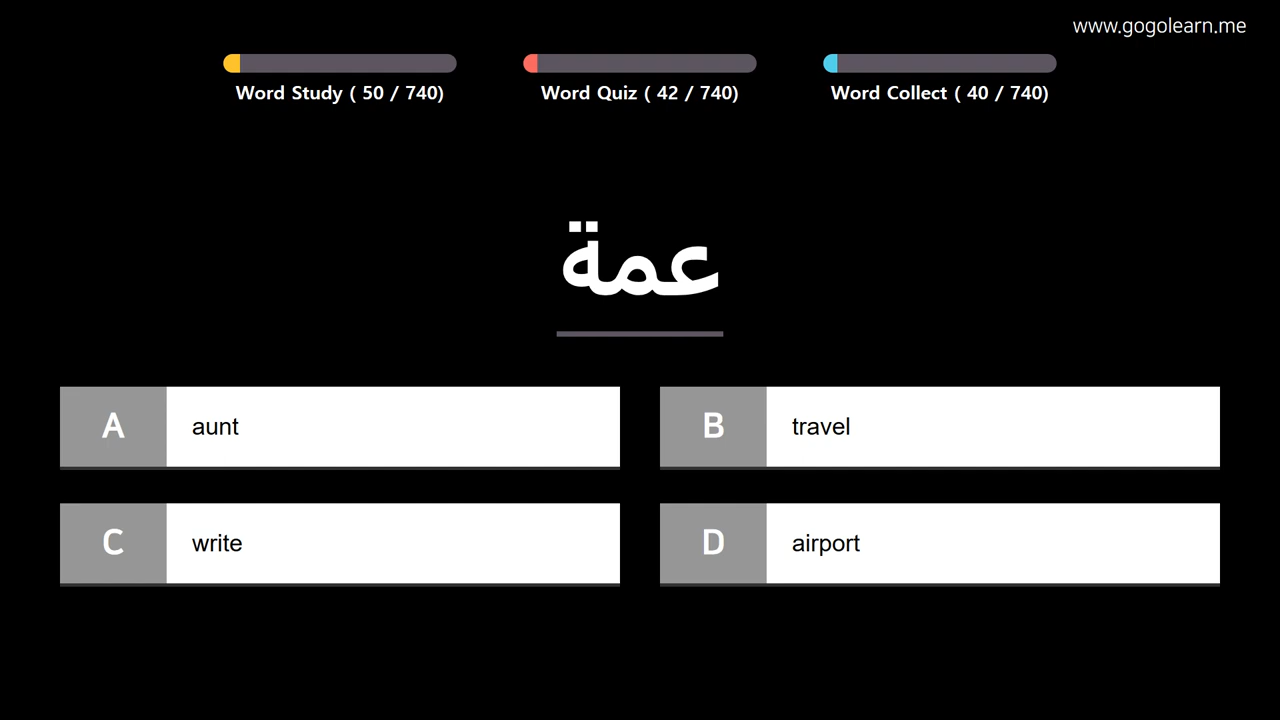 www.gogolearn.me
Word Study ( 50 / 740)
Word Quiz ( 42 / 740)
Word Collect ( 40 / 740)
عمة
A aunt
B travel
C write
D airport